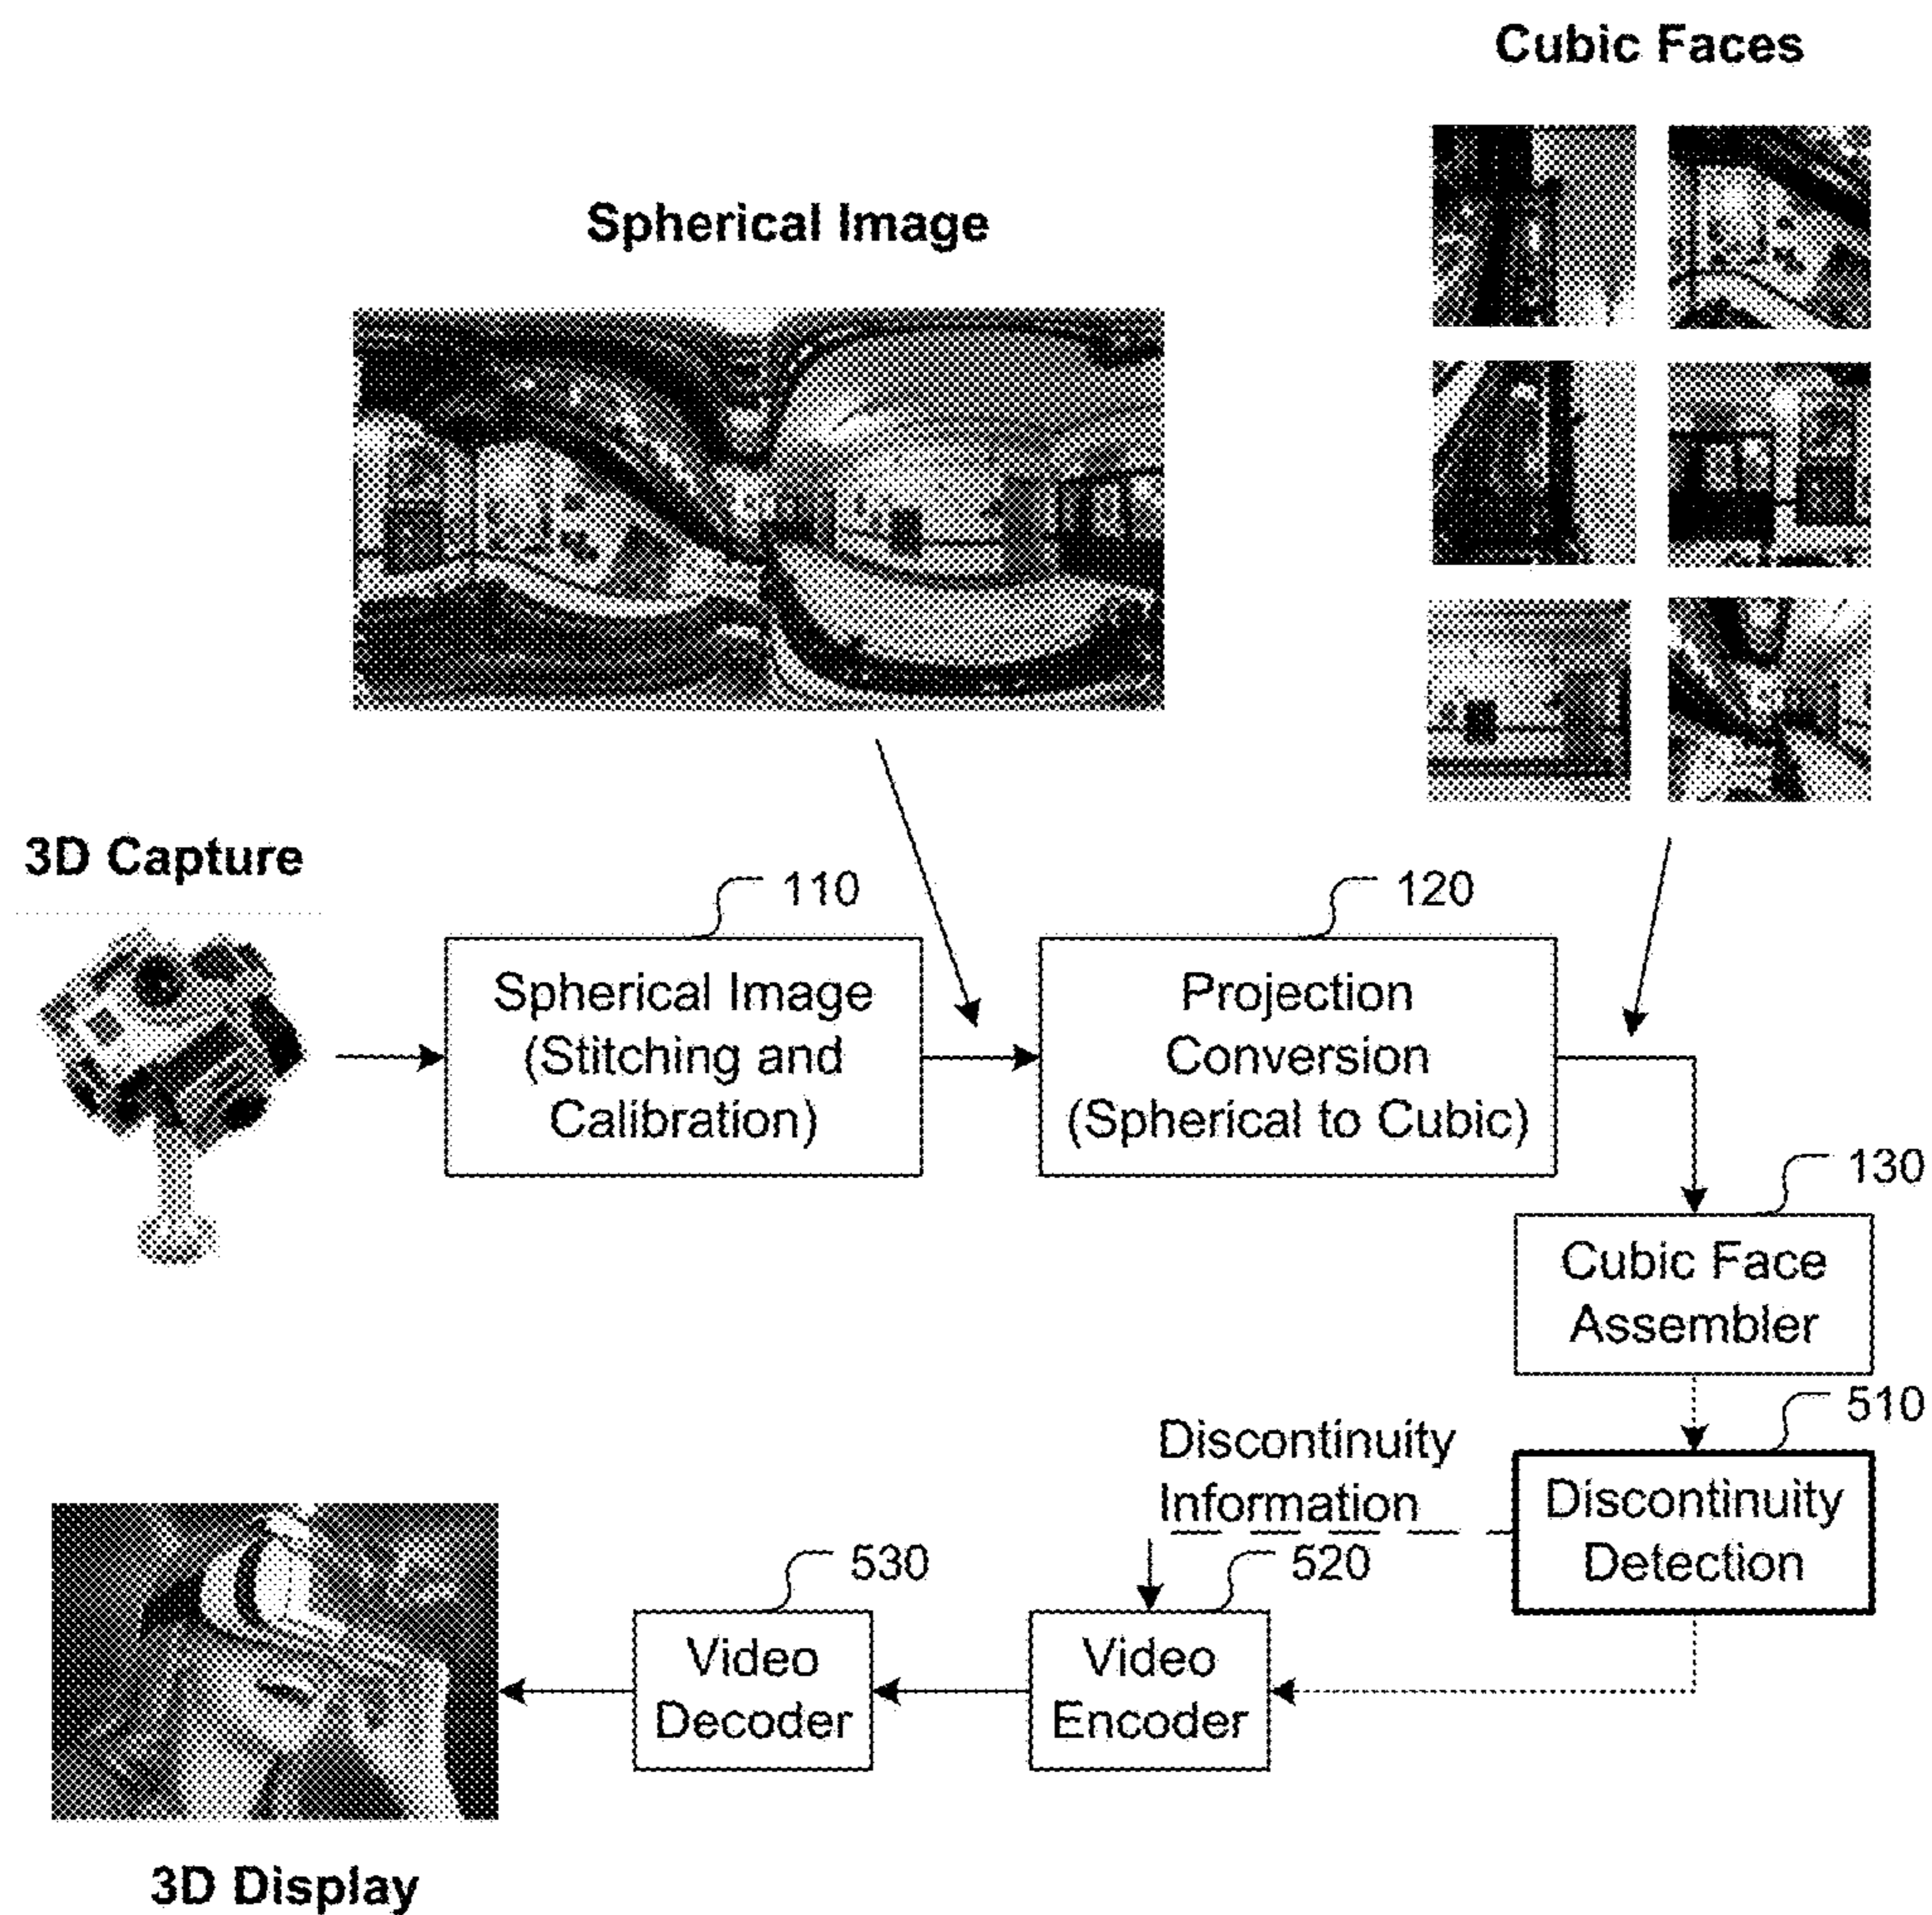 Cubic Faces
Spherical Image
3D Capture
110
120
Spherical Image
(Stitching and
Calibration)
Projection
Conversion
(Spherical to Cubic)
130
Cubic Face
Assembler
510
Discontinuity
Information
Discontinuity
Detection
530
520
Video
Decoder
Video
Encoder
3D Display